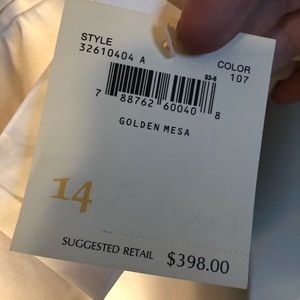 STYLE
32610404 A
COLOR
107
S3-6
7 88762 60040 8
GOLDEN MESA
14
SUGGESTED RETAIL $398.00